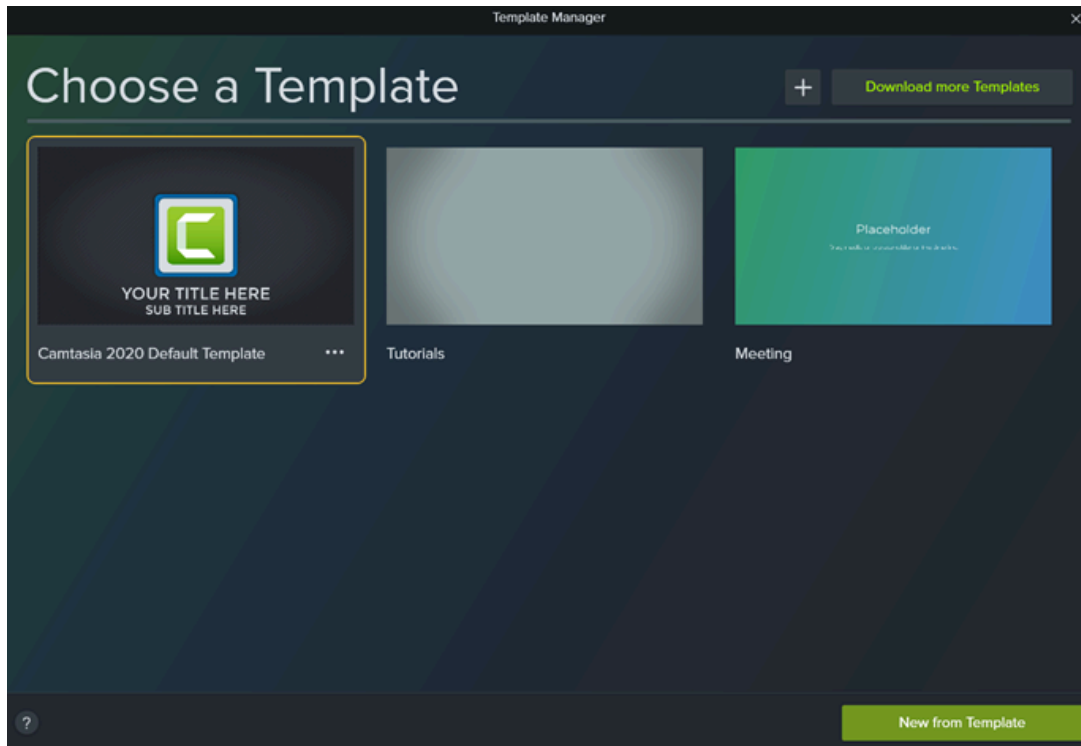 Template Manager
Choose a Template
+
Download more Templates
YOUR TITLE HERE
SUB TITLE HERE
Placeholder
Camtasia 2020 Default Template
Tutorials
Meeting
?
New from Template